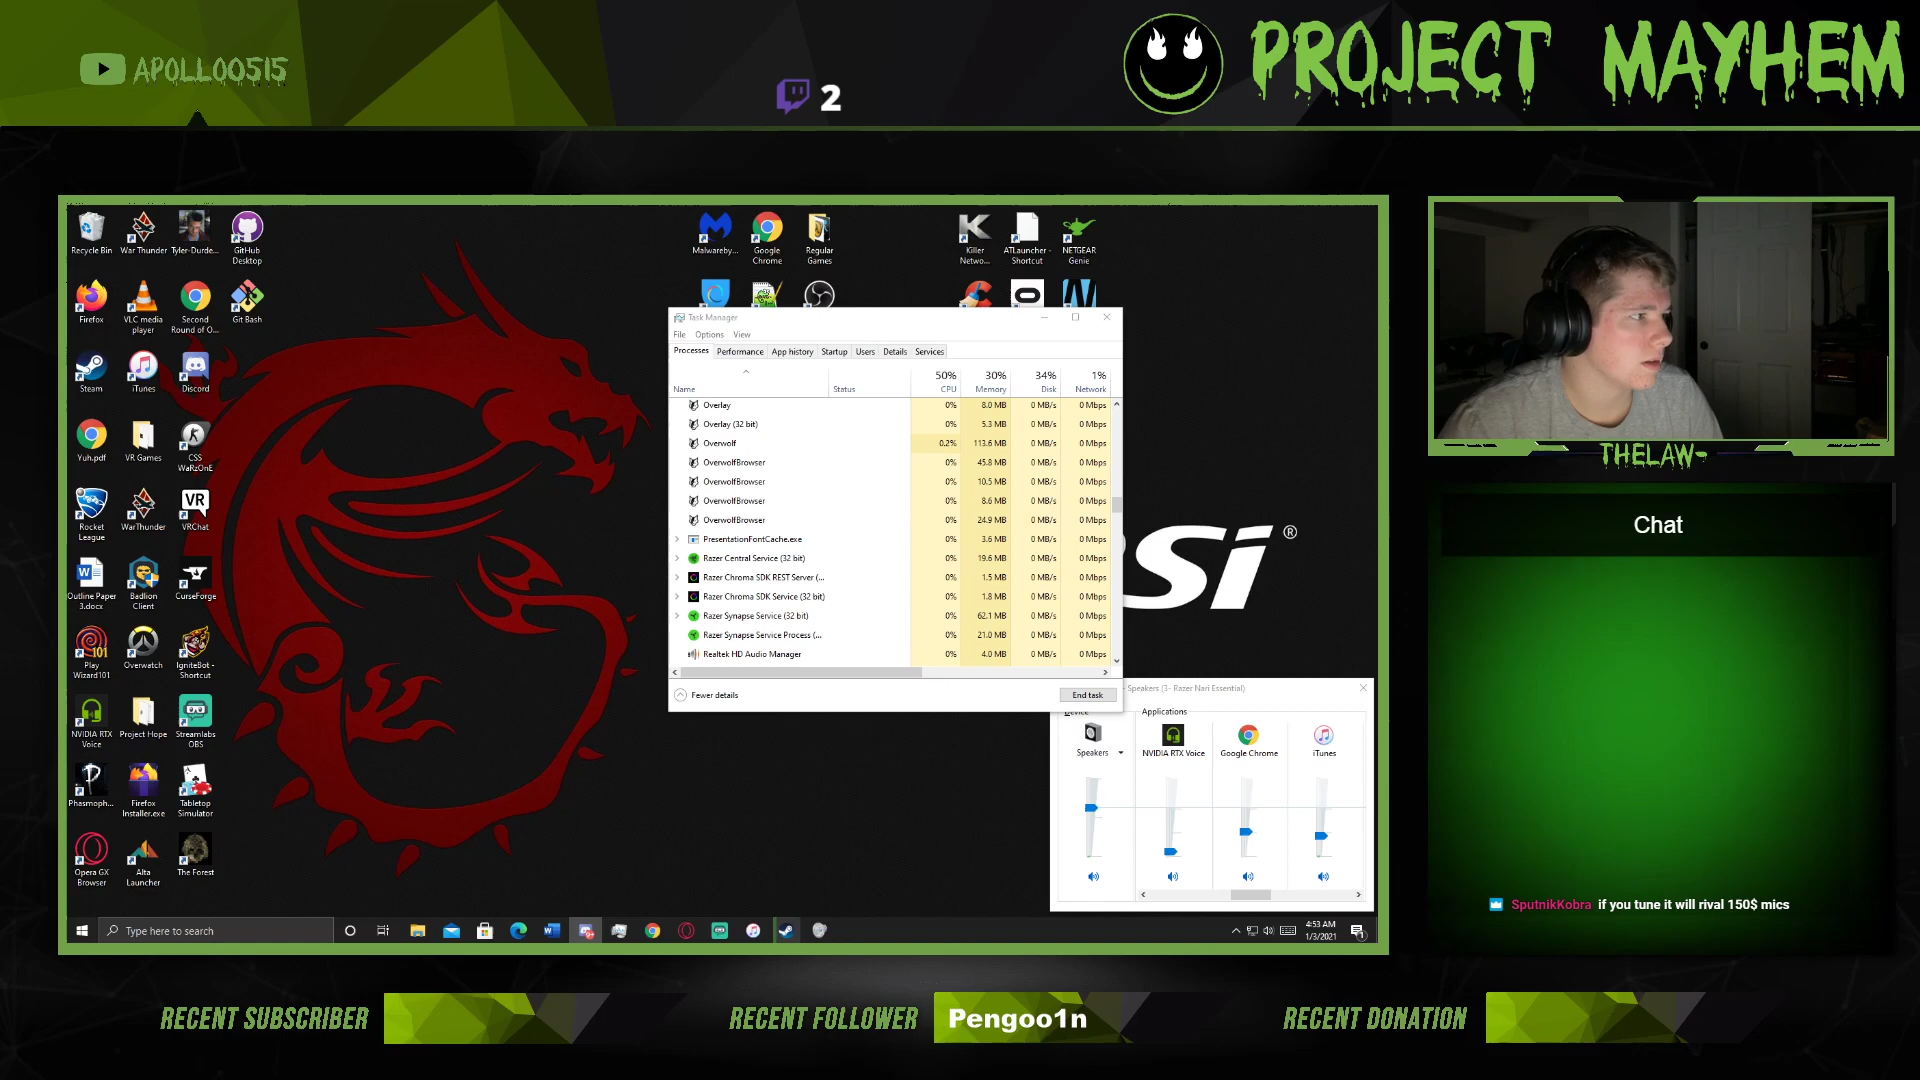 APOLLO0515
2
PROJECT MAYHEM
Recycle Bin
War Thunder
Tyler-Durde...
GitHub Desktop
Malwareby...
Google Chrome
Regular Games
Killer Netwo...
ATLauncher - Shortcut
NETGEAR Genie
Firefox
VLC media player
Second Round of O...
Git Bash
Steam
iTunes
Discord
Yuh.pdf
VR Games
CSS WaRzOnE
Rocket League
WarThunder
VR
VRChat
Outline Paper 3.docx
Badlion Client
CurseForge
Play Wizard101
Overwatch
IgniteBot - Shortcut
NVIDIA RTX Voice
Project Hope
Streamlabs OBS
Phasmoph...
Firefox Installer.exe
Tabletop Simulator
Opera GX Browser
Alta Launcher
The Forest
Task Manager
File Options View
Processes Performance App history Startup Users Details Services
50% 30% 34% 1%
Name Status CPU Memory Disk Network
Overlay 0% 8.0 MB 0 MB/s 0 Mbps
Overlay (32 bit) 0% 5.3 MB 0 MB/s 0 Mbps
Overwolf 0.2% 113.6 MB 0 MB/s 0 Mbps
OverwolfBrowser 0% 45.8 MB 0 MB/s 0 Mbps
OverwolfBrowser 0% 10.5 MB 0 MB/s 0 Mbps
OverwolfBrowser 0% 8.6 MB 0 MB/s 0 Mbps
OverwolfBrowser 0% 24.9 MB 0 MB/s 0 Mbps
PresentationFontCache.exe 0% 3.6 MB 0 MB/s 0 Mbps
Razer Central Service (32 bit) 0% 19.6 MB 0 MB/s 0 Mbps
Razer Chroma SDK REST Server (... 0% 1.5 MB 0 MB/s 0 Mbps
Razer Chroma SDK Service (32 bit) 0% 1.8 MB 0 MB/s 0 Mbps
Razer Synapse Service (32 bit) 0% 62.1 MB 0 MB/s 0 Mbps
Razer Synapse Service Process (... 0% 21.0 MB 0 MB/s 0 Mbps
Realtek HD Audio Manager 0% 4.0 MB 0 MB/s 0 Mbps
Fewer details
End task
si ®
- Speakers (3- Razer Nari Essential)
Device
Applications
Speakers
NVIDIA RTX Voice
Google Chrome
iTunes
Type here to search
4:53 AM
1/3/2021
THELAW-
Chat
SputnikKobra if you tune it will rival 150$ mics
RECENT SUBSCRIBER
RECENT FOLLOWER
Pengoo1n
RECENT DONATION